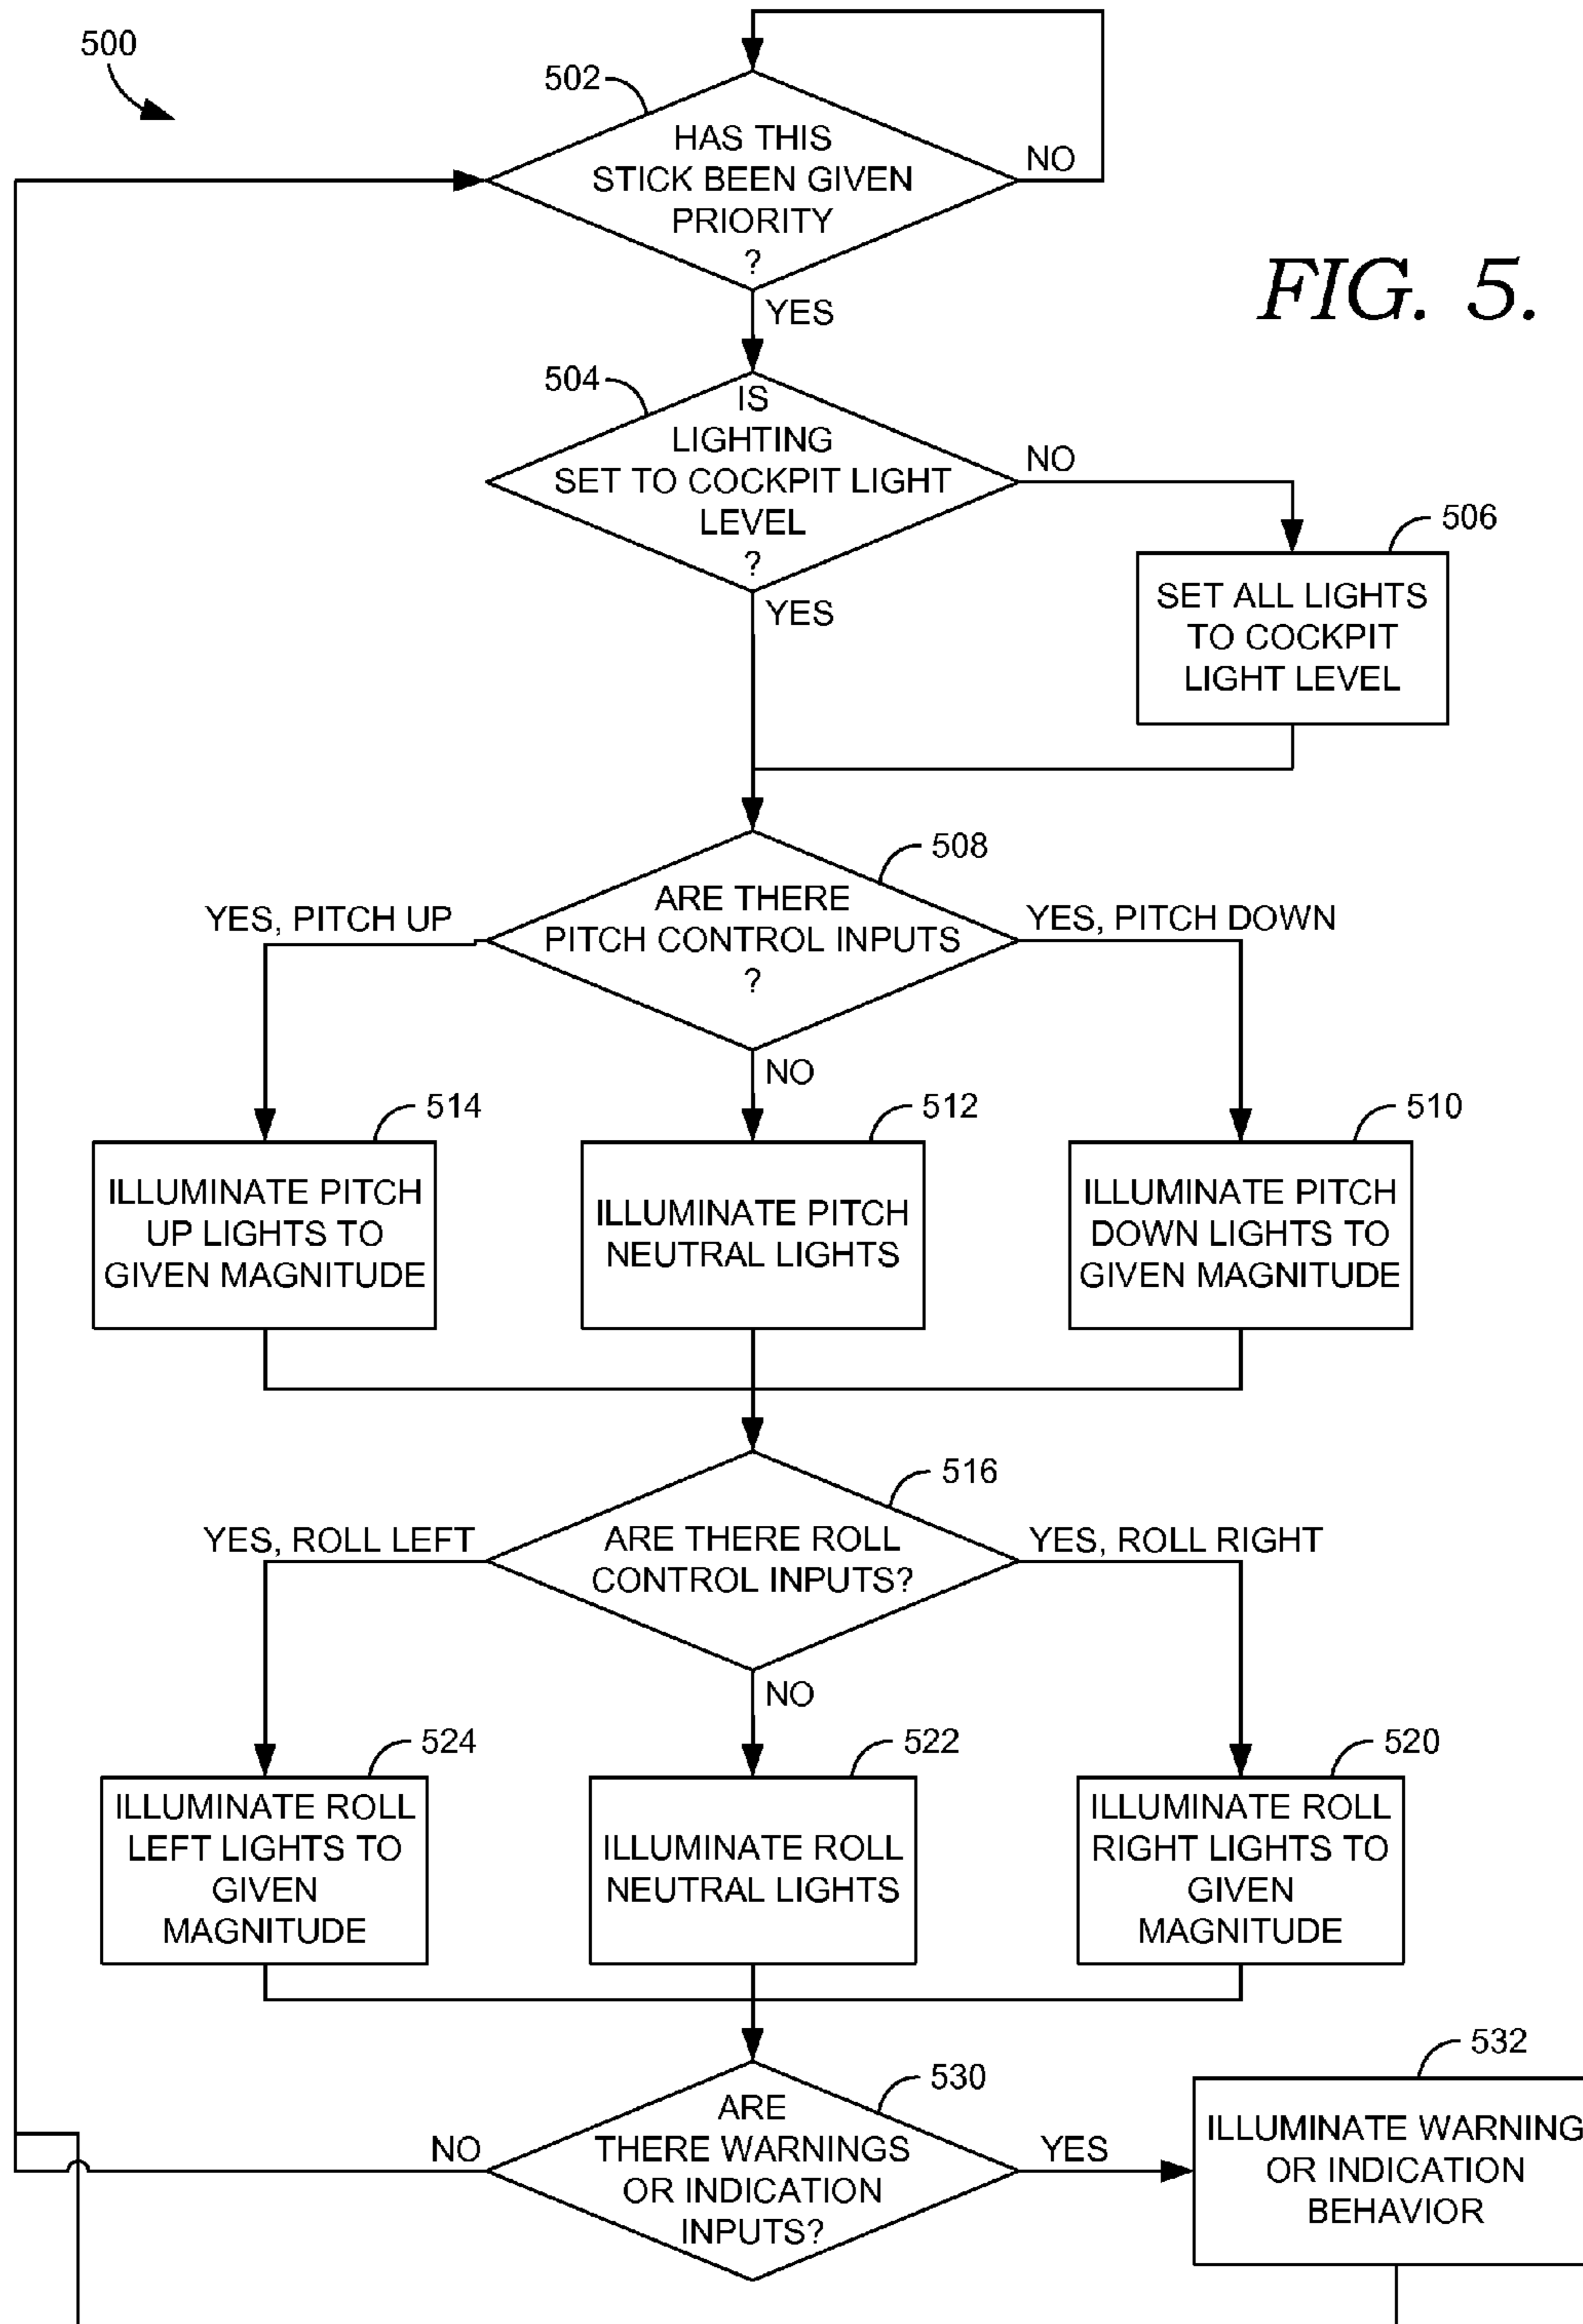 500
502
HAS THIS
STICK BEEN GIVEN
PRIORITY
?
NO
YES
FIG. 5.
504
IS
LIGHTING
SET TO COCKPIT LIGHT
LEVEL
?
NO
YES
506
SET ALL LIGHTS
TO COCKPIT
LIGHT LEVEL
508
ARE THERE
PITCH CONTROL INPUTS
?
YES, PITCH UP
YES, PITCH DOWN
NO
514
ILLUMINATE PITCH
UP LIGHTS TO
GIVEN MAGNITUDE
512
ILLUMINATE PITCH
NEUTRAL LIGHTS
510
ILLUMINATE PITCH
DOWN LIGHTS TO
GIVEN MAGNITUDE
516
ARE THERE ROLL
CONTROL INPUTS?
YES, ROLL LEFT
YES, ROLL RIGHT
NO
524
ILLUMINATE ROLL
LEFT LIGHTS TO
GIVEN
MAGNITUDE
522
ILLUMINATE ROLL
NEUTRAL LIGHTS
520
ILLUMINATE ROLL
RIGHT LIGHTS TO
GIVEN
MAGNITUDE
530
ARE
THERE WARNINGS
OR INDICATION
INPUTS?
NO
YES
532
ILLUMINATE WARNING
OR INDICATION
BEHAVIOR